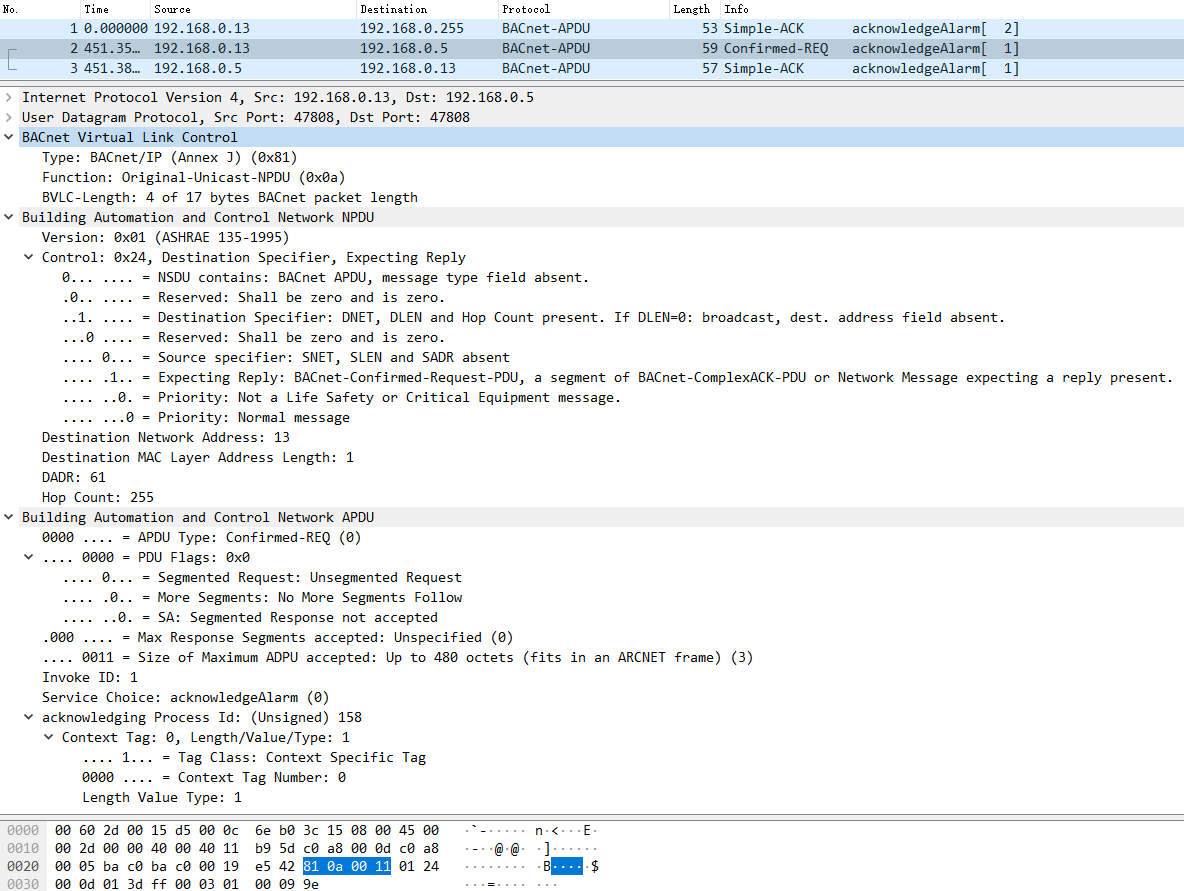 No. Time Source Destination Protocol Length Info
1 0.000000 192.168.0.13 192.168.0.255 BACnet-APDU 53 Simple-ACK acknowledgeAlarm[ 2]
2 451.35… 192.168.0.13 192.168.0.5 BACnet-APDU 59 Confirmed-REQ acknowledgeAlarm[ 1]
3 451.38… 192.168.0.5 192.168.0.13 BACnet-APDU 57 Simple-ACK acknowledgeAlarm[ 1]
Internet Protocol Version 4, Src: 192.168.0.13, Dst: 192.168.0.5
User Datagram Protocol, Src Port: 47808, Dst Port: 47808
BACnet Virtual Link Control
Type: BACnet/IP (Annex J) (0x81)
Function: Original-Unicast-NPDU (0x0a)
BVLC-Length: 4 of 17 bytes BACnet packet length
Building Automation and Control Network NPDU
Version: 0x01 (ASHRAE 135-1995)
Control: 0x24, Destination Specifier, Expecting Reply
0... .... = NSDU contains: BACnet APDU, message type field absent.
.0.. .... = Reserved: Shall be zero and is zero.
..1. .... = Destination Specifier: DNET, DLEN and Hop Count present. If DLEN=0: broadcast, dest. address field absent.
...0 .... = Reserved: Shall be zero and is zero.
.... 0... = Source specifier: SNET, SLEN and SADR absent
.... .1.. = Expecting Reply: BACnet-Confirmed-Request-PDU, a segment of BACnet-ComplexACK-PDU or Network Message expecting a reply present.
.... ..0. = Priority: Not a Life Safety or Critical Equipment message.
.... ...0 = Priority: Normal message
Destination Network Address: 13
Destination MAC Layer Address Length: 1
DADR: 61
Hop Count: 255
Building Automation and Control Network APDU
0000 .... = APDU Type: Confirmed-REQ (0)
.... 0000 = PDU Flags: 0x0
.... 0... = Segmented Request: Unsegmented Request
.... .0.. = More Segments: No More Segments Follow
.... ..0. = SA: Segmented Response not accepted
.000 .... = Max Response Segments accepted: Unspecified (0)
.... 0011 = Size of Maximum ADPU accepted: Up to 480 octets (fits in an ARCNET frame) (3)
Invoke ID: 1
Service Choice: acknowledgeAlarm (0)
acknowledging Process Id: (Unsigned) 158
Context Tag: 0, Length/Value/Type: 1
.... 1... = Tag Class: Context Specific Tag
0000 .... = Context Tag Number: 0
Length Value Type: 1
0000 00 60 2d 00 15 d5 00 0c 6e b0 3c 15 08 00 45 00 ·`-····· n·<···E·
0010 00 2d 00 00 40 00 40 11 b9 5d c0 a8 00 0d c0 a8 ·-··@·@· ·]······
0020 00 05 ba c0 ba c0 00 19 e5 42 81 0a 00 11 01 24 ········ ·B·····$
0030 00 0d 01 3d ff 00 03 01 00 09 9e ···=···· ···